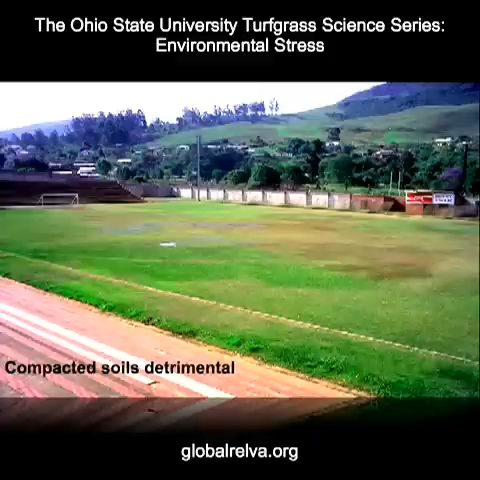 The Ohio State University Turfgrass Science Series:
Environmental Stress
Compacted soils detrimental
globalrelva.org